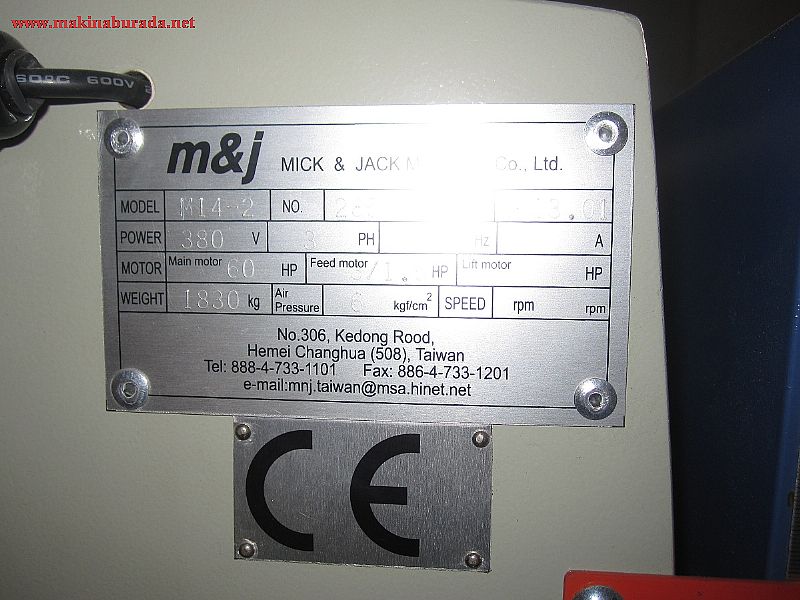 www.makinaburada.net
60°C 600V
m&j MICK & JACK Co., Ltd.
MODEL M14-2 NO.
POWER 380 V 3 PH Hz A
MOTOR Main motor 60 HP Feed motor HP Lift motor HP
WEIGHT 1830 kg Air Pressure 6 kgf/cm² SPEED rpm rpm
No.306, Kedong Rood,
Hemei Changhua (508), Taiwan
Tel: 888-4-733-1101 Fax: 886-4-733-1201
e-mail:mnj.taiwan@msa.hinet.net
CE